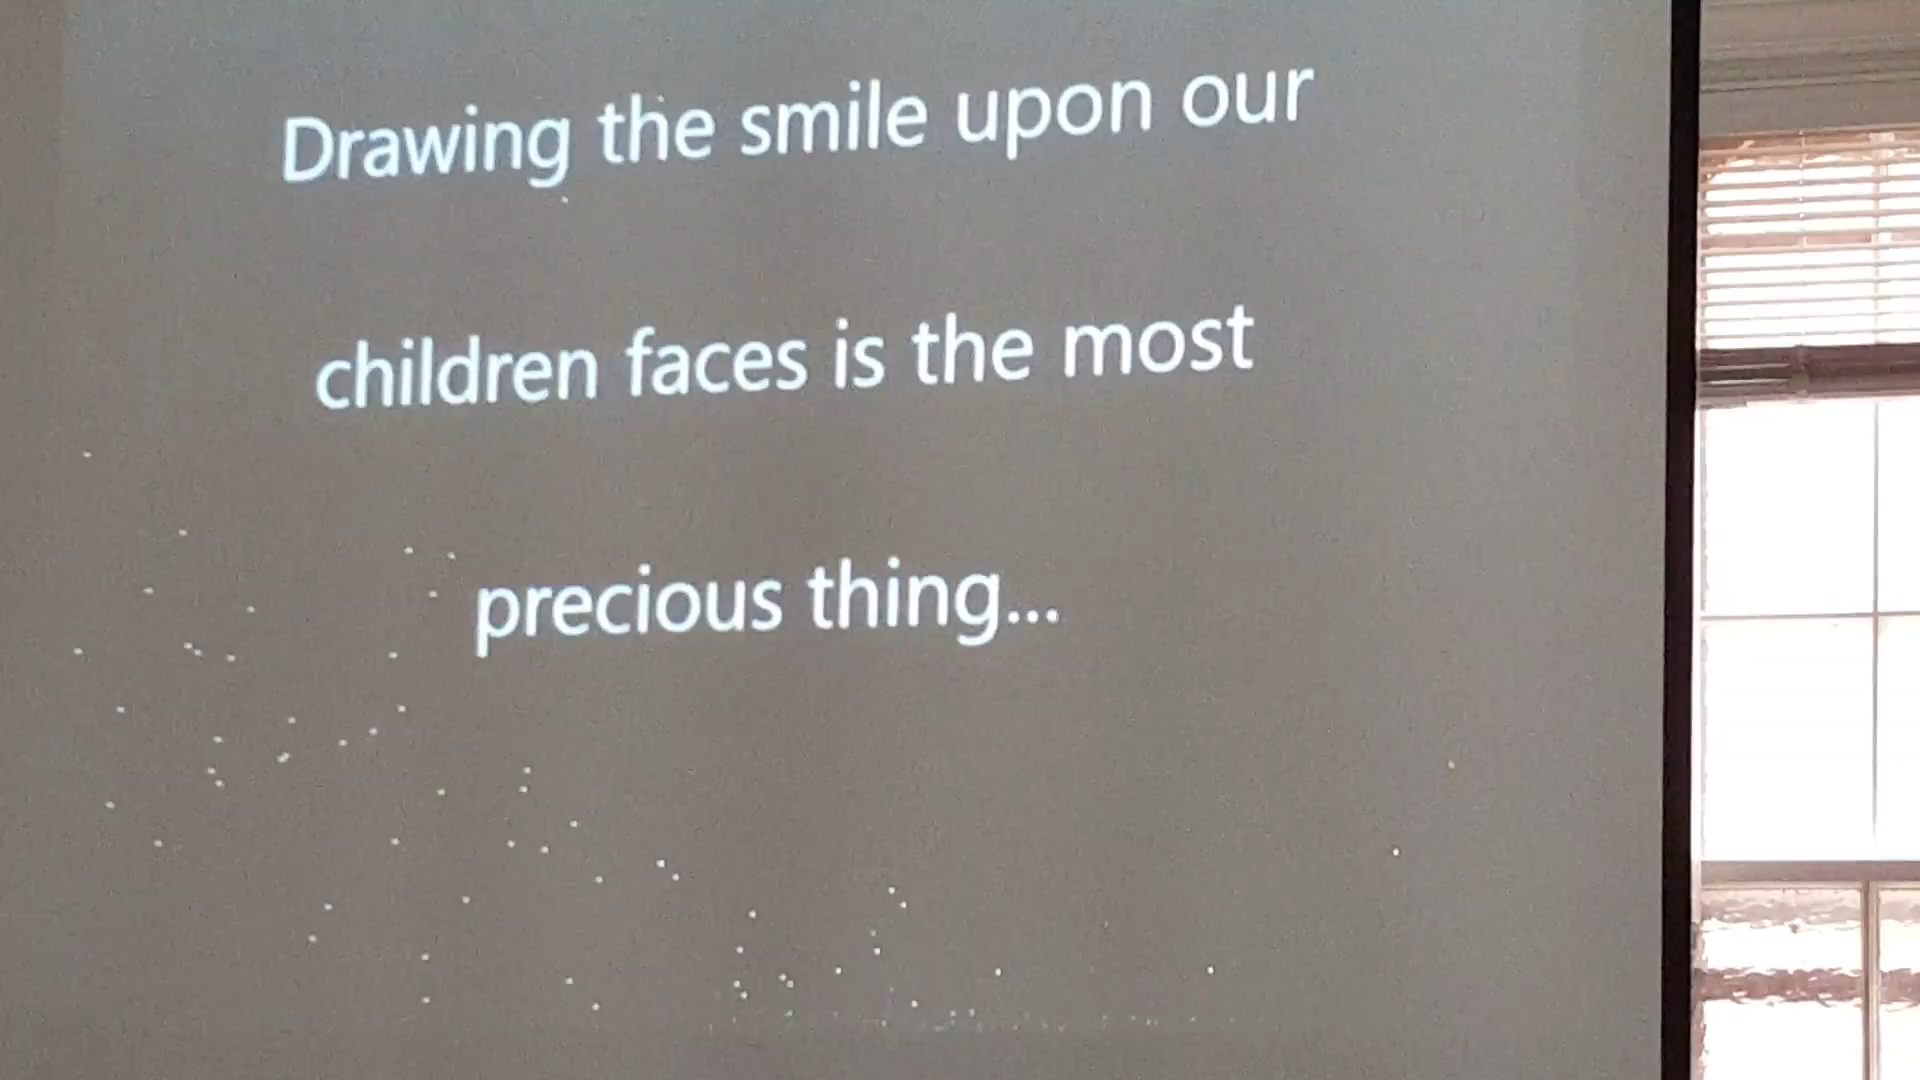 Drawing the smile upon our
children faces is the most
precious thing...